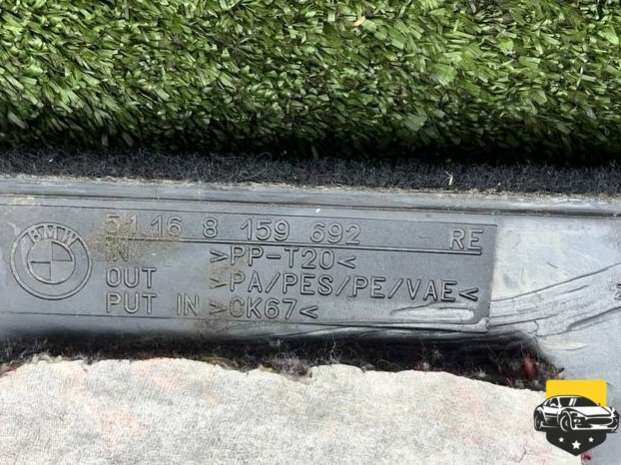 BMW
51.16 8 159 692 RE
IN >PP-T20<
OUT >PA/PES/PE/VAE<
PUT IN >CK67<